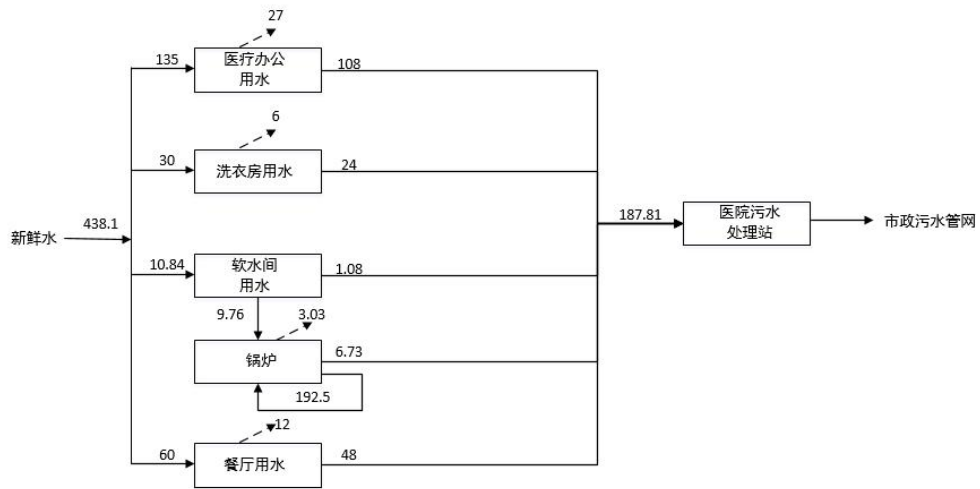 27
135
医疗办公
用水
108
6
30
洗衣房用水
24
新鲜水
438.1
187.81
医院污水
处理站
市政污水管网
10.84
软水间
用水
1.08
9.76
3.03
锅炉
6.73
192.5
12
60
餐厅用水
48